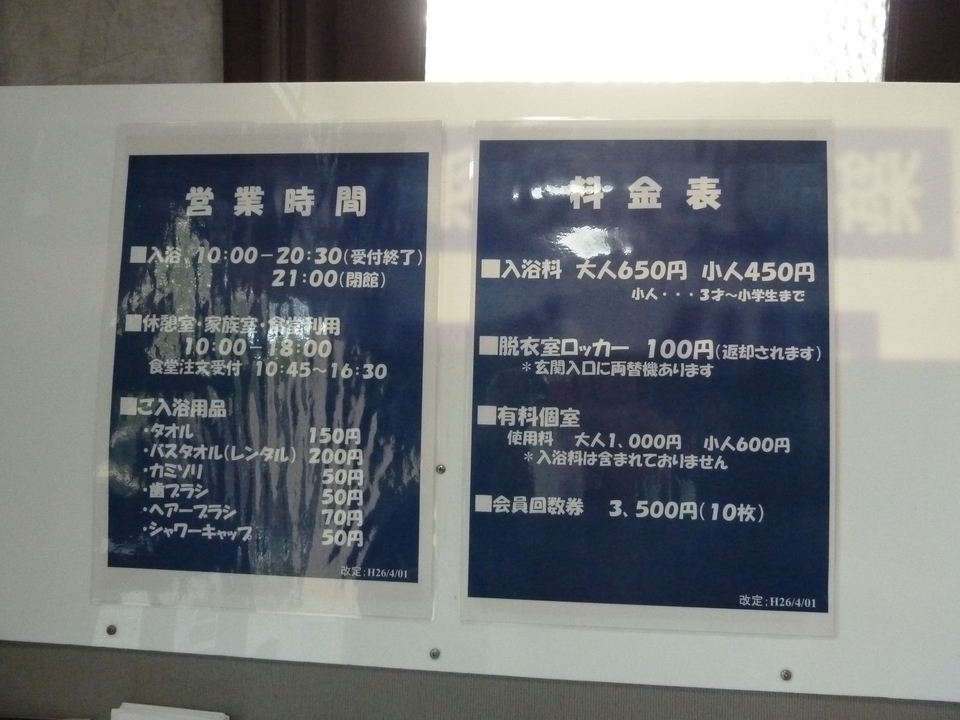 営業時間
■入浴 10:00－20:30(受付終了)
21:00(閉館)
■休憩室・家族室・食堂利用
10:00－18:00
食堂注文受付 10:45～16:30
■ご入浴用品
・タオル 150円
・バスタオル(レンタル) 200円
・カミソリ 50円
・歯ブラシ 50円
・ヘアーブラシ 70円
・シャワーキャップ 50円
改定:H26/4/01
料金表
■入浴料 大人650円 小人450円
小人・・・3才～小学生まで
■脱衣室ロッカー 100円(返却されます)
＊玄関入口に両替機あります
■有料個室
使用料 大人1、000円 小人600円
＊入浴料は含まれておりません
■会員回数券 3、500円(10枚)
改定:H26/4/01